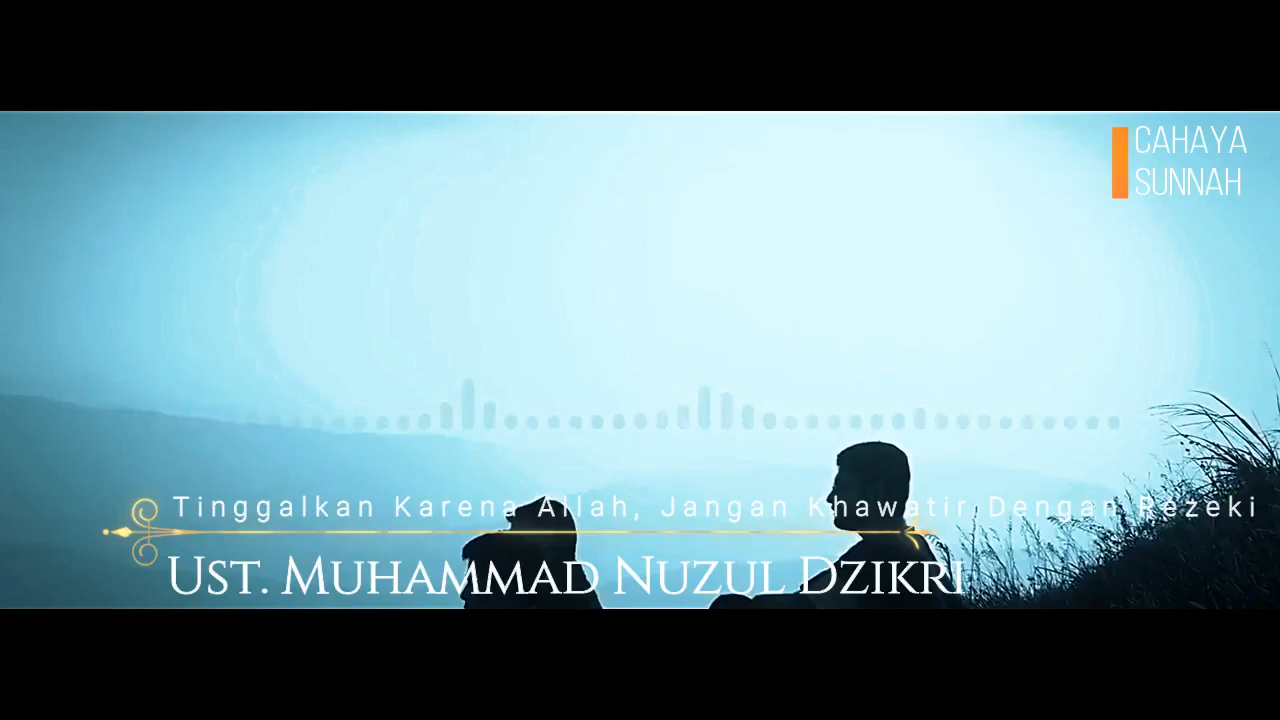 CAHAYA
SUNNAH
Tinggalkan Karena Allah, Jangan Khawatir Dengan Rezeki
UST. MUHAMMAD NUZUL DZIKRI